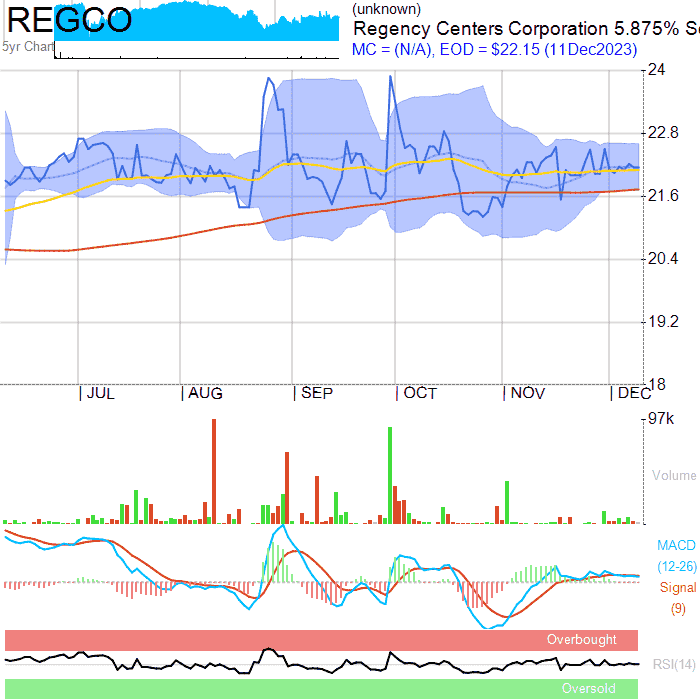 REGCO
(unknown)
Regency Centers Corporation 5.875% Se
MC = (N/A), EOD = $22.15 (11Dec2023)
5yr Chart
24
22.8
21.6
20.4
19.2
18
JUL AUG SEP OCT NOV DEC
97k
Volume
MACD
(12-26)
Signal
(9)
Overbought
RSI(14)
Oversold